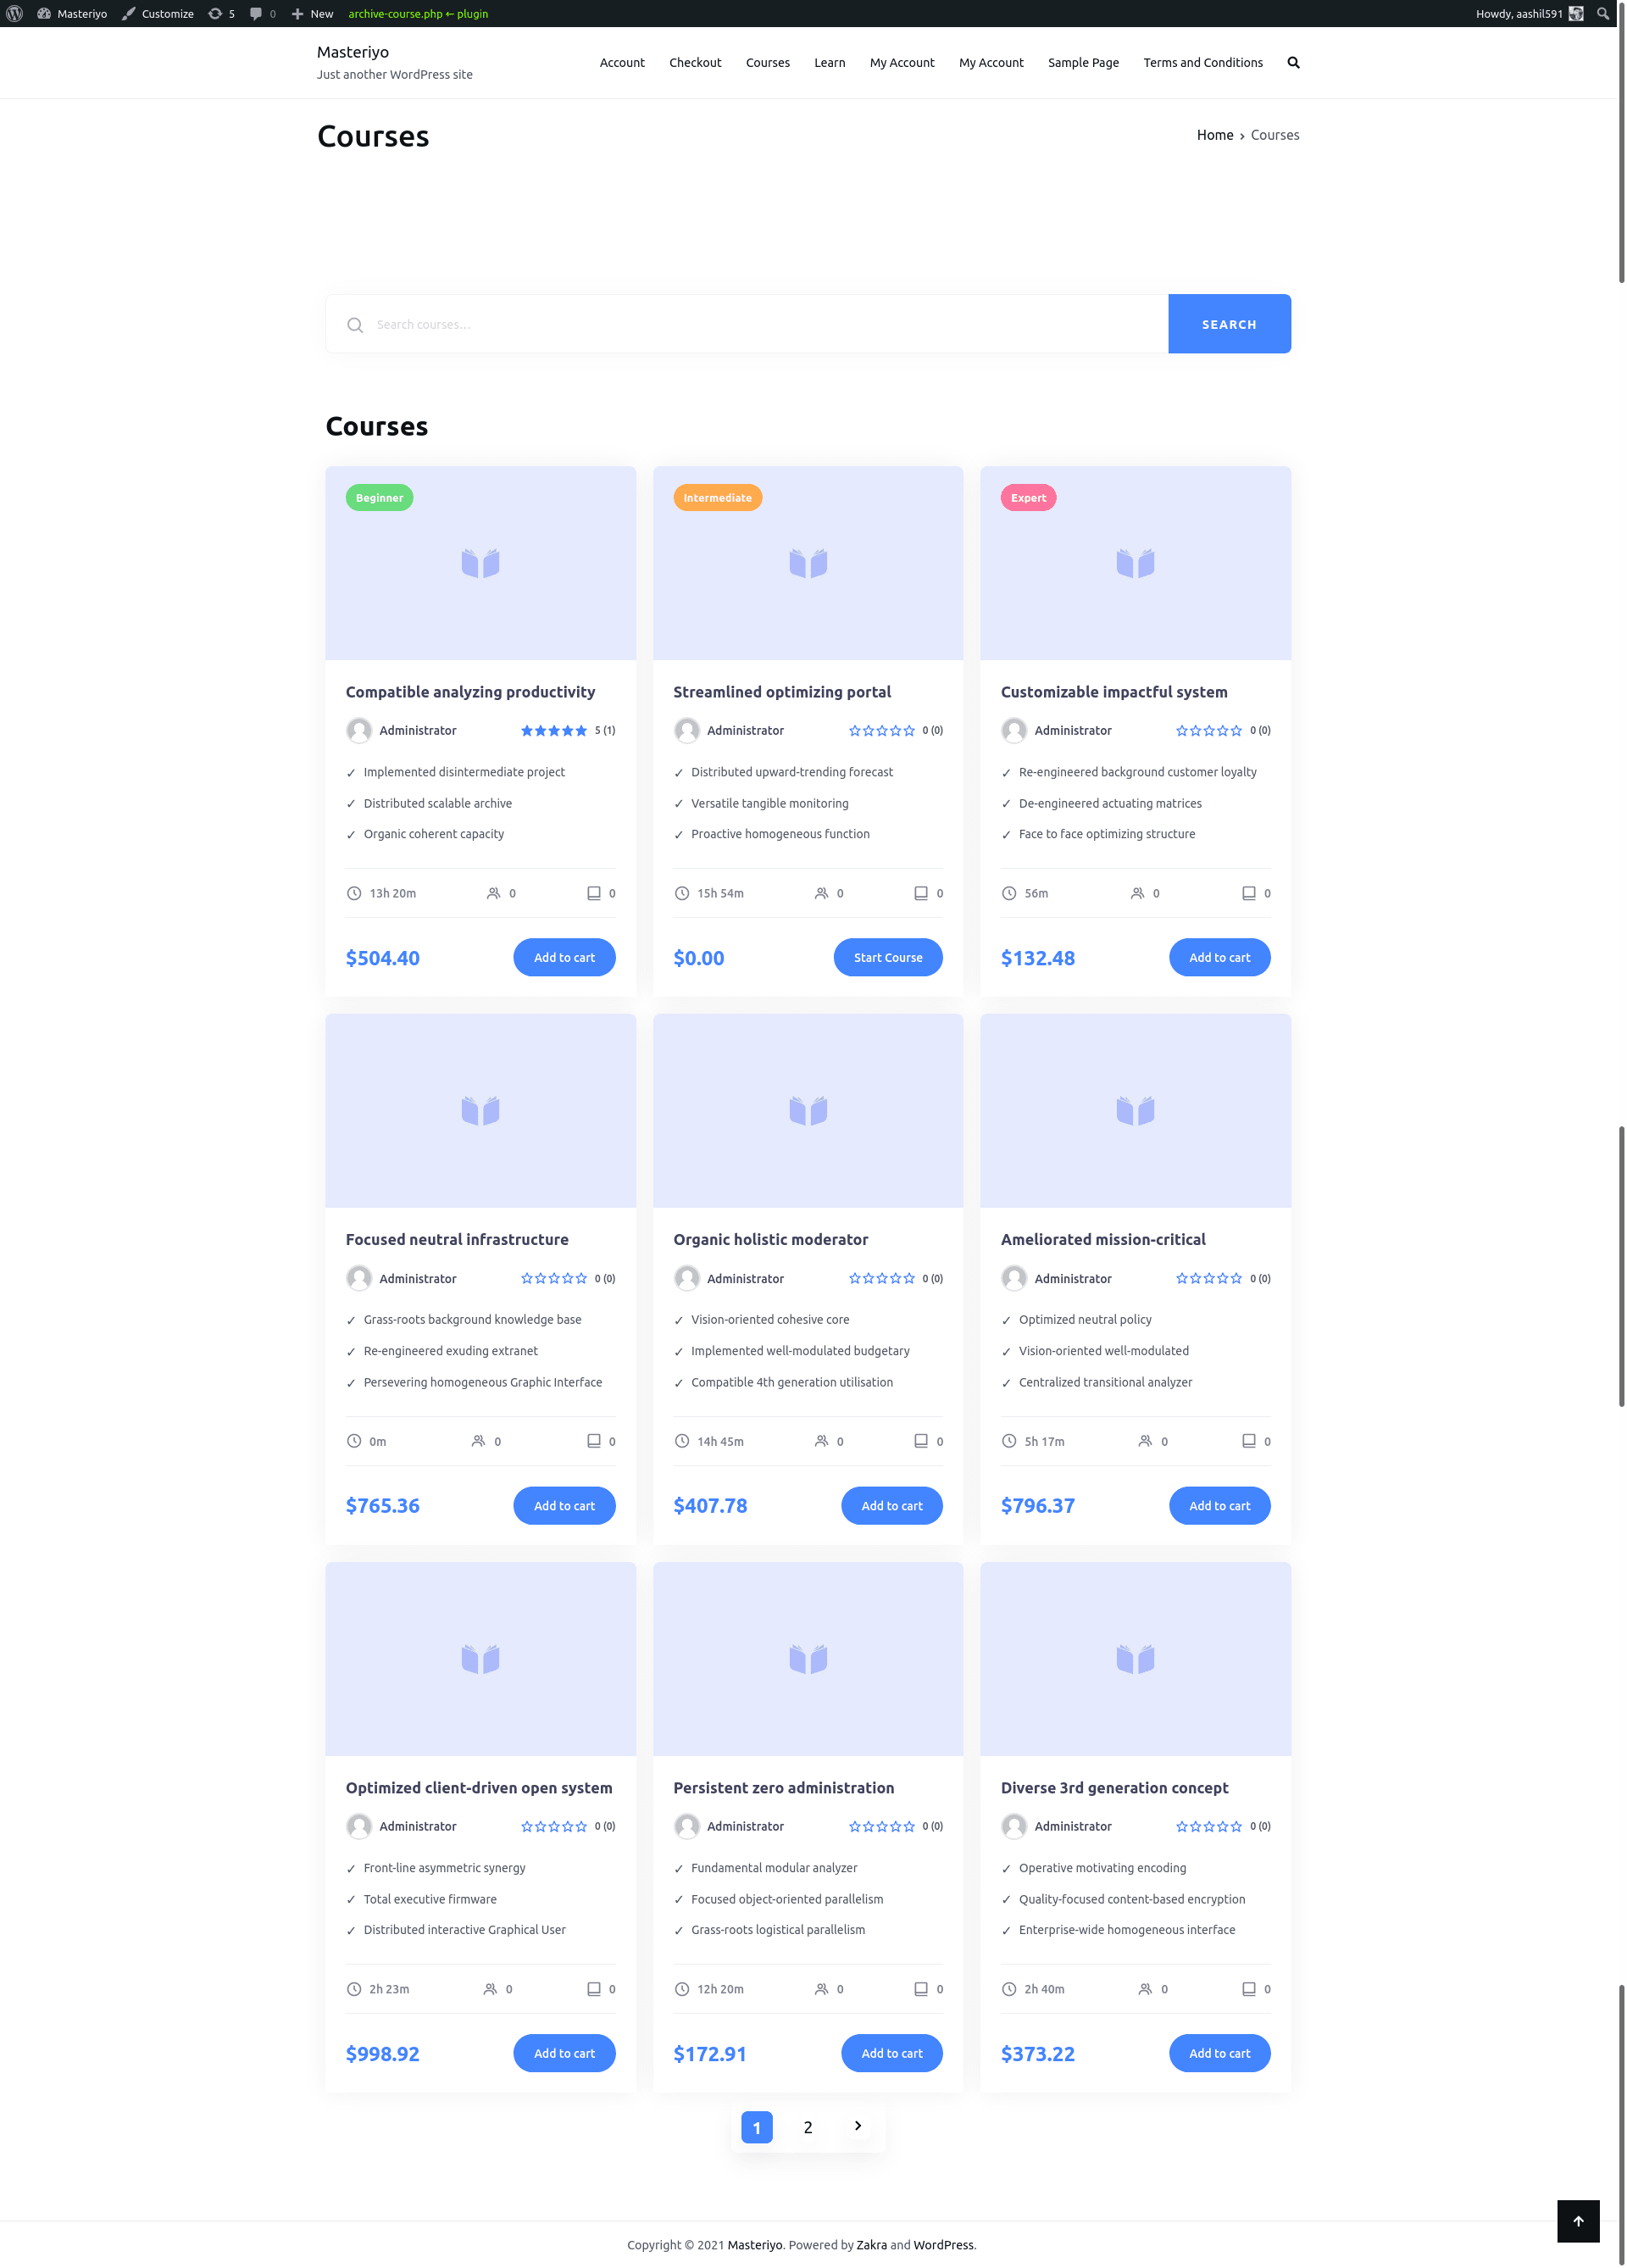 Masteriyo Customize 5 0 New archive-course.php ← plugin Howdy, aashil591
Masteriyo
Just another WordPress site
Account Checkout Courses Learn My Account My Account Sample Page Terms and Conditions
Courses
Home › Courses
Search courses...
SEARCH
Courses
Beginner Intermediate Expert
Compatible analyzing productivity Streamlined optimizing portal Customizable impactful system
Administrator 5 (1) Administrator 0 (0) Administrator 0 (0)
✓ Implemented disintermediate project ✓ Distributed upward-trending forecast ✓ Re-engineered background customer loyalty
✓ Distributed scalable archive ✓ Versatile tangible monitoring ✓ De-engineered actuating matrices
✓ Organic coherent capacity ✓ Proactive homogeneous function ✓ Face to face optimizing structure
13h 20m 0 0 15h 54m 0 0 56m 0 0
$504.40 Add to cart $0.00 Start Course $132.48 Add to cart
Focused neutral infrastructure Organic holistic moderator Ameliorated mission-critical
Administrator 0 (0) Administrator 0 (0) Administrator 0 (0)
✓ Grass-roots background knowledge base ✓ Vision-oriented cohesive core ✓ Optimized neutral policy
✓ Re-engineered exuding extranet ✓ Implemented well-modulated budgetary ✓ Vision-oriented well-modulated
✓ Persevering homogeneous Graphic Interface ✓ Compatible 4th generation utilisation ✓ Centralized transitional analyzer
0m 0 0 14h 45m 0 0 5h 17m 0 0
$765.36 Add to cart $407.78 Add to cart $796.37 Add to cart
Optimized client-driven open system Persistent zero administration Diverse 3rd generation concept
Administrator 0 (0) Administrator 0 (0) Administrator 0 (0)
✓ Front-line asymmetric synergy ✓ Fundamental modular analyzer ✓ Operative motivating encoding
✓ Total executive firmware ✓ Focused object-oriented parallelism ✓ Quality-focused content-based encryption
✓ Distributed interactive Graphical User ✓ Grass-roots logistical parallelism ✓ Enterprise-wide homogeneous interface
2h 23m 0 0 12h 20m 0 0 2h 40m 0 0
$998.92 Add to cart $172.91 Add to cart $373.22 Add to cart
1 2 ›
Copyright © 2021 Masteriyo. Powered by Zakra and WordPress.